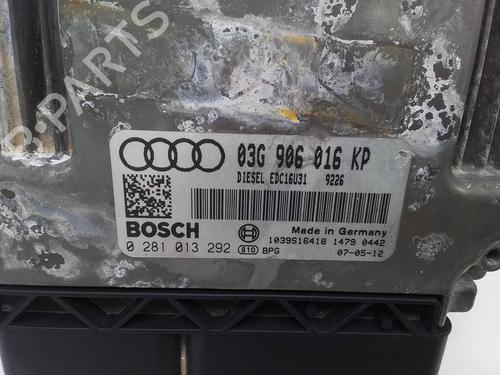 B-PARTS
03G 906 016 KP
DIESEL EDC16U31 9226
BOSCH
Made in Germany
1039S16418 1479 0442
0 281 013 292 810 BPG 07-05-12